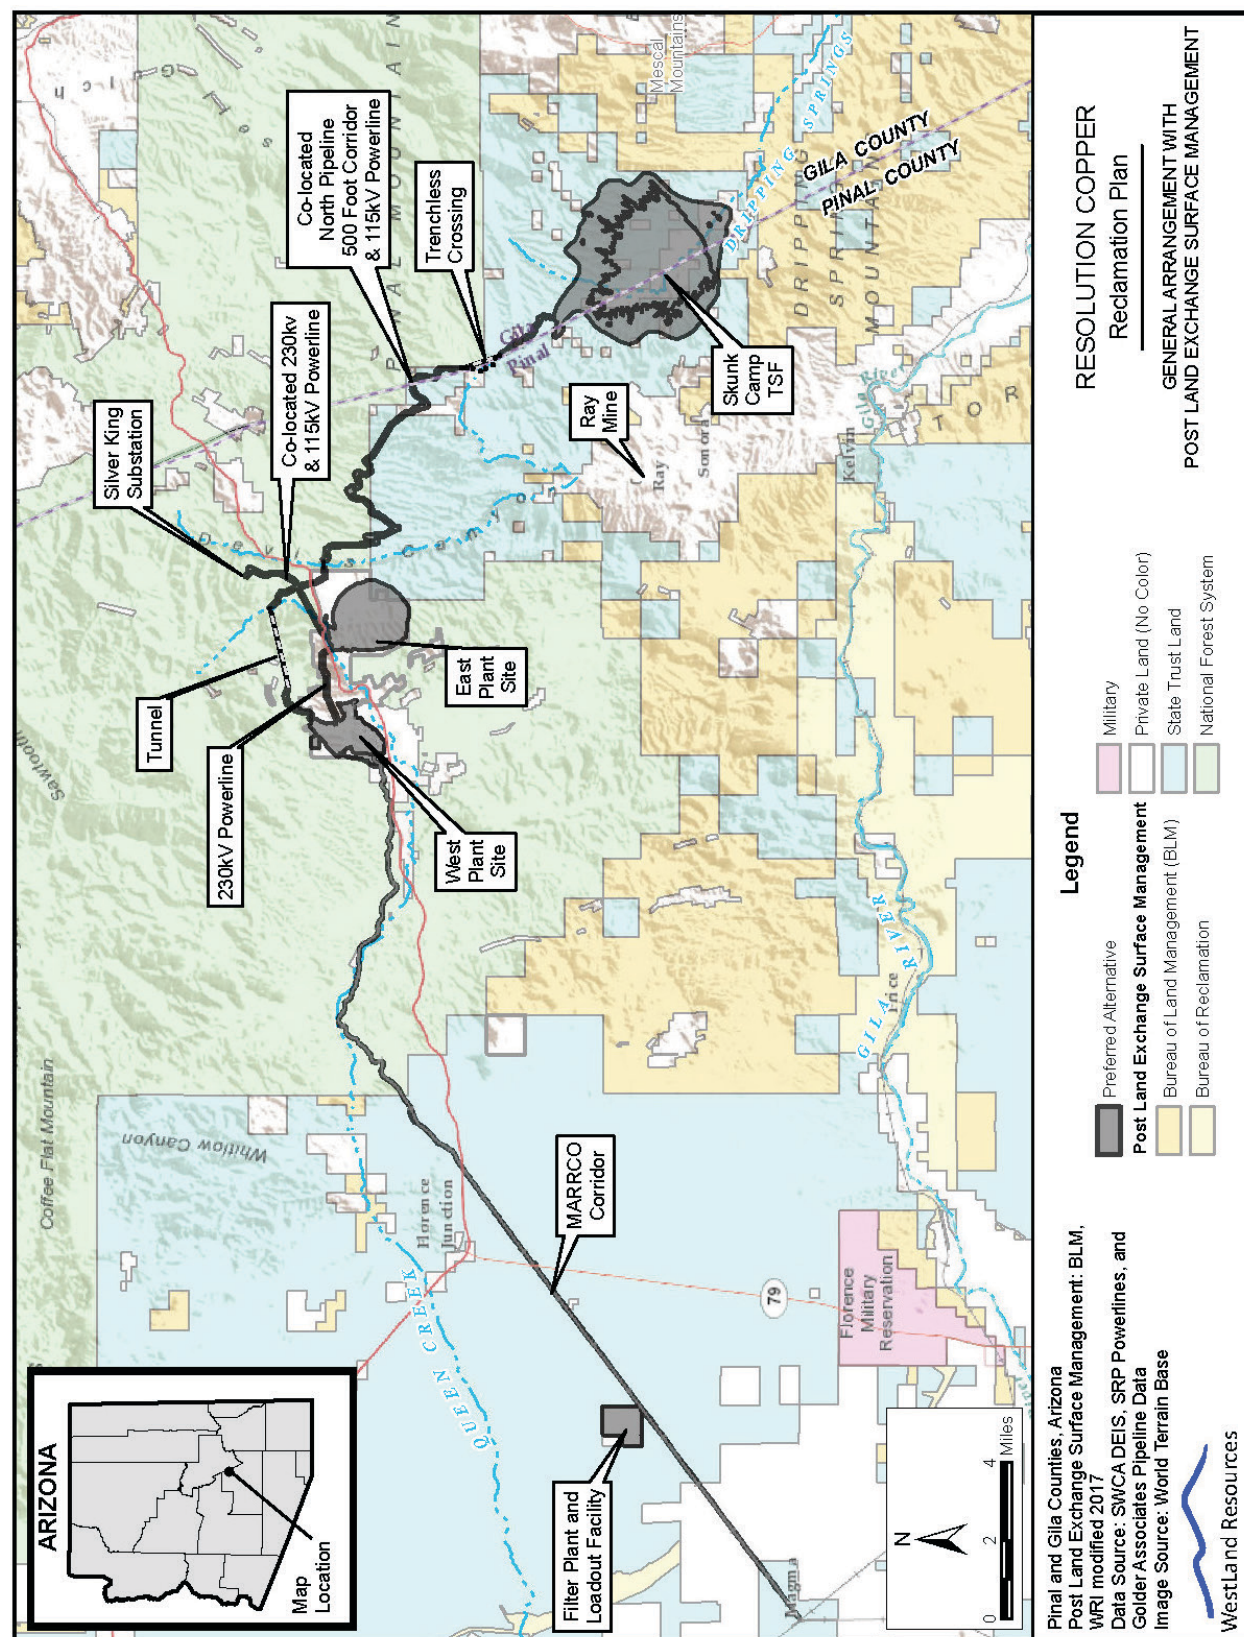 ARIZONA
Map
Location
Sawtooth
Coffee Flat Mountain
Whitlow Canyon
Silver King
Substation
Co-located 230kv
& 115kV Powerline
Co-located
North Pipeline
500 Foot Corridor
& 115kV Powerline
Trenchless
Crossing
Tunnel
230kV Powerline
West
Plant
Site
East
Plant
Site
Ray
Mine
Skunk
Camp
TSF
MARRCO
Corridor
Filter Plant and
Loadout Facility
QUEEN CREEK
Florence
Junction
Devils Canyon
Gila
Pinal
Mescal
Mountains
DRIPPING SPRINGS
GILA COUNTY
PINAL COUNTY
DRIPPING
SPRING
MOUNTAINS
Ray
Sonora
Kelvin
Gila River
GILA RIVER
Price
79
Florence
Military
Reservation
Magma
N
0 2 4
Miles
Pinal and Gila Counties, Arizona
Post Land Exchange Surface Management: BLM,
WRI modified 2017
Data Source: SWCA DEIS, SRP Powerlines, and
Golder Associates Pipeline Data
Image Source: World Terrain Base
WestLand Resources
Legend
Preferred Alternative
Post Land Exchange Surface Management
Bureau of Land Management (BLM)
Bureau of Reclamation
Military
Private Land (No Color)
State Trust Land
National Forest System
RESOLUTION COPPER
Reclamation Plan
GENERAL ARRANGEMENT WITH
POST LAND EXCHANGE SURFACE MANAGEMENT